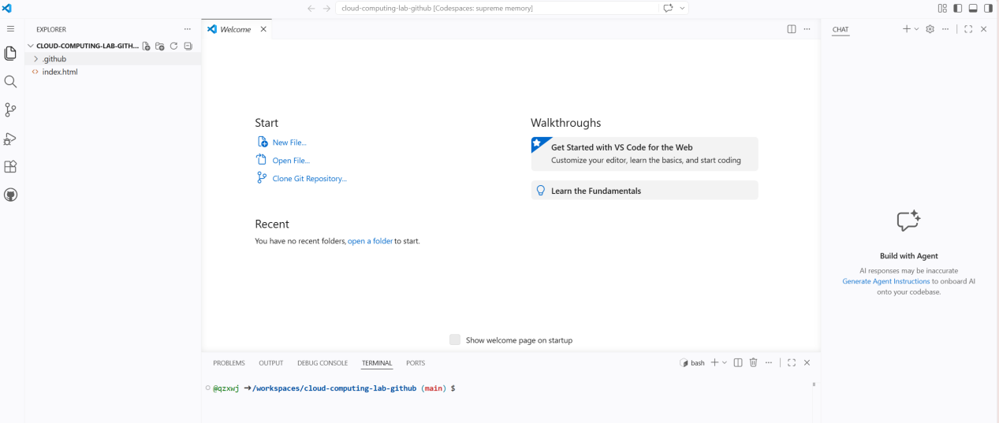 cloud-computing-lab-github [Codespaces: supreme memory]
EXPLORER
CLOUD-COMPUTING-LAB-GITH...
.github
index.html
Welcome
Start
New File...
Open File...
Clone Git Repository...
Recent
You have no recent folders, open a folder to start.
Walkthroughs
Get Started with VS Code for the Web
Customize your editor, learn the basics, and start coding
Learn the Fundamentals
Show welcome page on startup
CHAT
Build with Agent
AI responses may be inaccurate
Generate Agent Instructions to onboard AI
onto your codebase.
PROBLEMS OUTPUT DEBUG CONSOLE TERMINAL PORTS
bash
@qzxwj →/workspaces/cloud-computing-lab-github (main) $